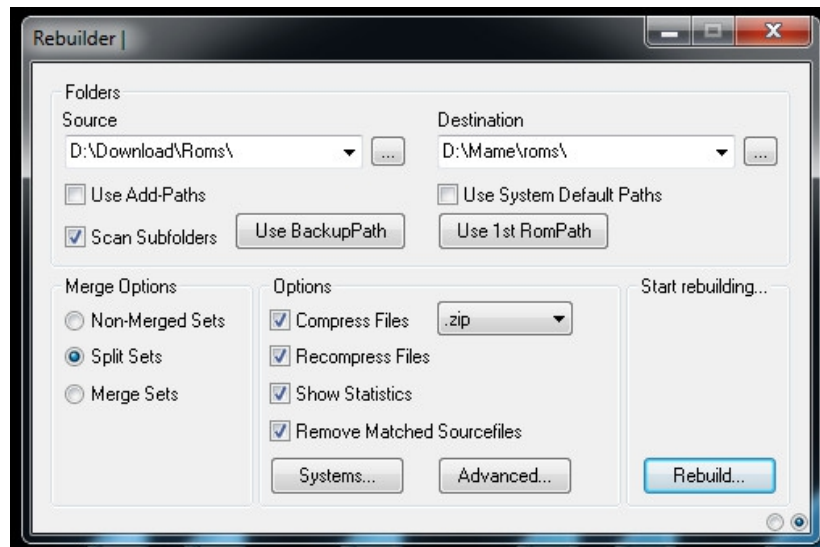 Rebuilder |
Folders
Source
Destination
D:\Download\Roms\
...
D:\Mame\roms\
...
Use Add-Paths
Use System Default Paths
Scan Subfolders
Use BackupPath
Use 1st RomPath
Merge Options
Non-Merged Sets
Split Sets
Merge Sets
Options
Compress Files
.zip
Recompress Files
Show Statistics
Remove Matched Sourcefiles
Systems...
Advanced...
Start rebuilding...
Rebuild...